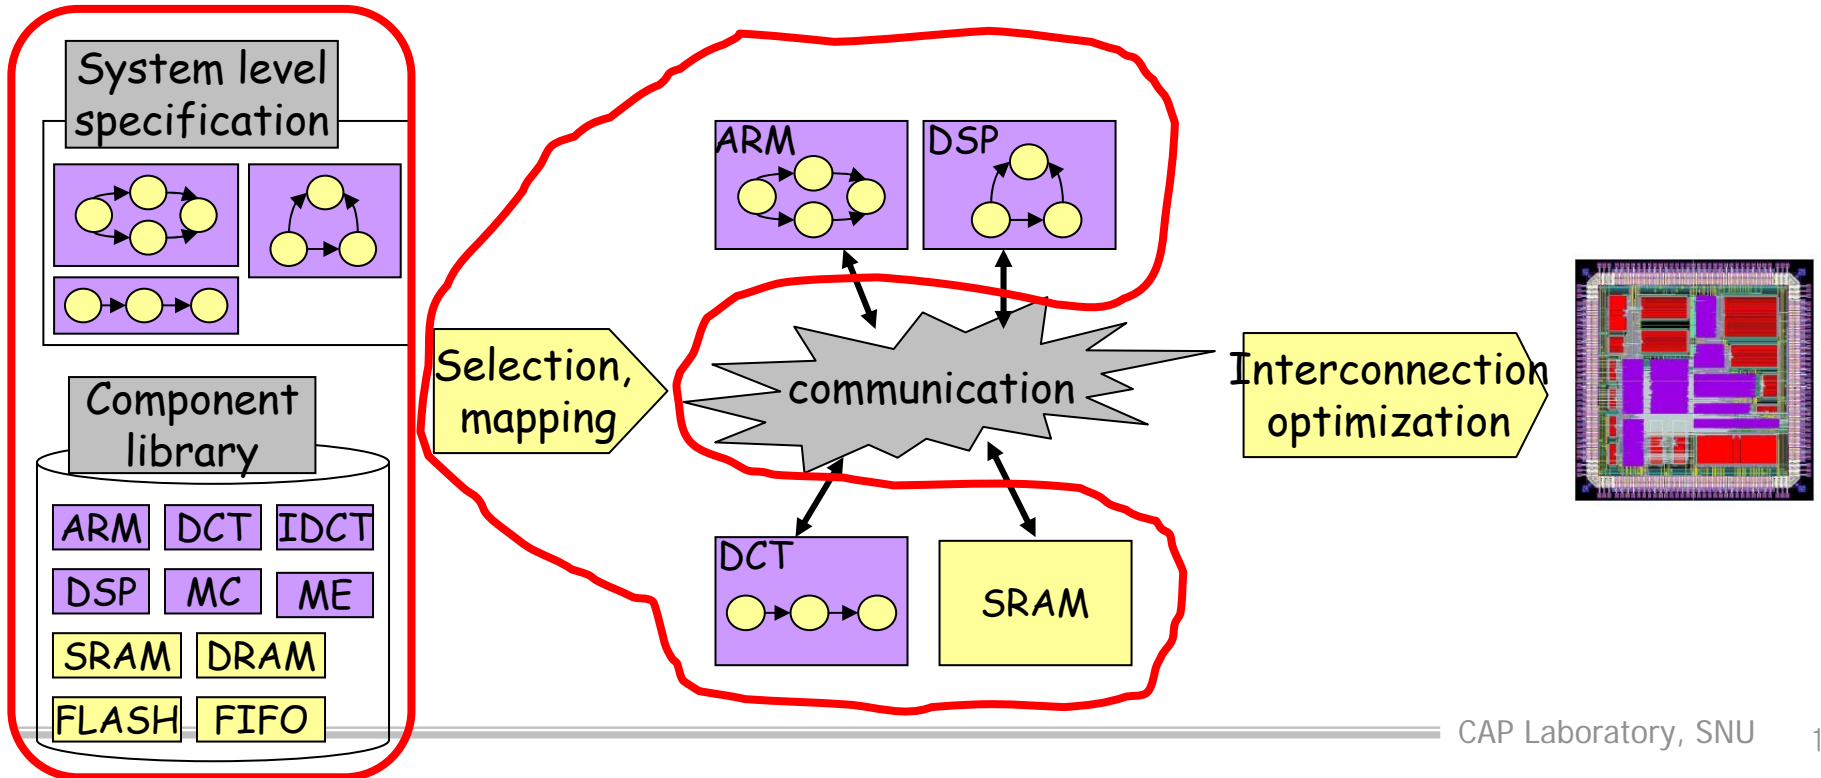 System level
specification
Component
library
ARM
DCT
IDCT
DSP
MC
ME
SRAM
DRAM
FLASH
FIFO
Selection,
mapping
ARM
DSP
communication
DCT
SRAM
Interconnection
optimization
CAP Laboratory, SNU
1